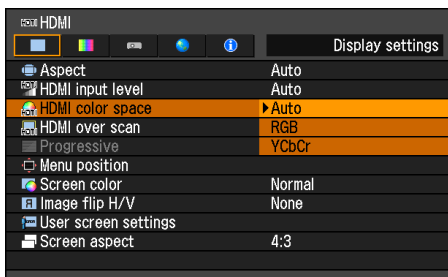 HDMI HDMI
Display settings
Aspect Auto
HDMI input level Auto
HDMI color space Auto
HDMI over scan RGB
Progressive YCbCr
Menu position
Screen color Normal
Image flip H/V None
User screen settings
Screen aspect 4:3